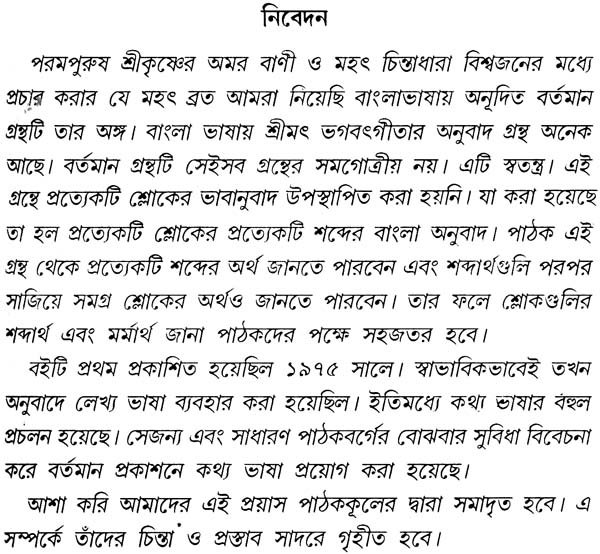 নিবেদন
পরমপুরুষ শ্রীকৃষ্ণের অমর বাণী ও মহৎ চিন্তাধারা বিশ্বজনের মধ্যে
প্রচার করার যে মহৎ ব্রত আমরা নিয়েছি বাংলাভাষায় অনূদিত বর্তমান
গ্রন্থটি তার অঙ্গ। বাংলা ভাষায় শ্রীমৎ ভগবৎগীতার অনুবাদ গ্রন্থ অনেক
আছে। বর্তমান গ্রন্থটি সেইসব গ্রন্থের সমগোত্রীয় নয়। এটি স্বতন্ত্র। এই
গ্রন্থে প্রত্যেকটি শ্লোকের ভাবানুবাদ উপস্থাপিত করা হয়নি। যা করা হয়েছে
তা হল প্রত্যেকটি শ্লোকের প্রত্যেকটি শব্দের বাংলা অনুবাদ। পাঠক এই
গ্রন্থ থেকে প্রত্যেকটি শব্দের অর্থ জানতে পারবেন এবং শব্দার্থগুলি পরপর
সাজিয়ে সমগ্র শ্লোকের অর্থও জানতে পারবেন। তার ফলে শ্লোকগুলির
শব্দার্থ এবং মর্মার্থ জানা পাঠকদের পক্ষে সহজতর হবে।
বইটি প্রথম প্রকাশিত হয়েছিল ১৯৭৫ সালে। স্বাভাবিকভাবেই তখন
অনুবাদে লেখ্য ভাষা ব্যবহার করা হয়েছিল। ইতিমধ্যে কথ্য ভাষার বহুল
প্রচলন হয়েছে। সেজন্য এবং সাধারণ পাঠকবর্গের বোঝবার সুবিধা বিবেচনা
করে বর্তমান প্রকাশনে কথ্য ভাষা প্রয়োগ করা হয়েছে।
আশা করি আমাদের এই প্রয়াস পাঠককূলের দ্বারা সমাদৃত হবে। এ
সম্পর্কে তাঁদের চিন্তা ও প্রস্তাব সাদরে গৃহীত হবে।